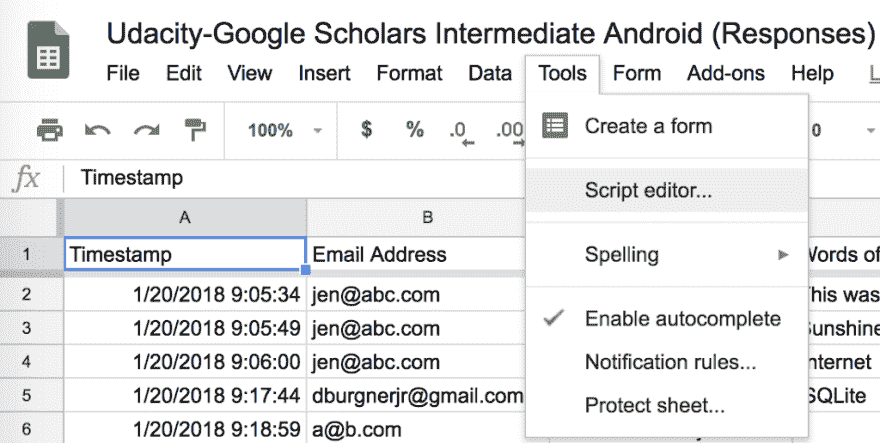 Udacity-Google Scholars Intermediate Android (Responses)
File Edit View Insert Format Data Tools Form Add-ons Help
100% $ % .0 .00 0
Create a form
fx Timestamp
Script editor...
A B
1 Timestamp Email Address Words of
Spelling
2 1/20/2018 9:05:34 jen@abc.com This was
3 1/20/2018 9:05:49 jen@abc.com Sunshine
Enable autocomplete
4 1/20/2018 9:06:00 jen@abc.com Internet
Notification rules...
5 1/20/2018 9:17:44 dburgnerjr@gmail.com SQLite
Protect sheet...
6 1/20/2018 9:18:59 a@b.com